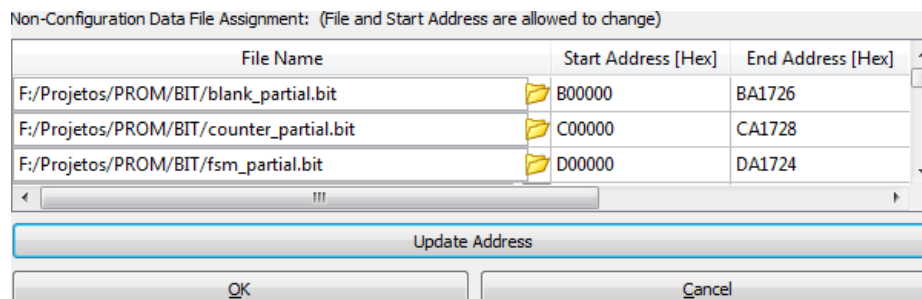 Non-Configuration Data File Assignment: (File and Start Address are allowed to change)
File Name Start Address [Hex] End Address [Hex]
F:/Projetos/PROM/BIT/blank_partial.bit B00000 BA1726
F:/Projetos/PROM/BIT/counter_partial.bit C00000 CA1728
F:/Projetos/PROM/BIT/fsm_partial.bit D00000 DA1724
Update Address
OK Cancel